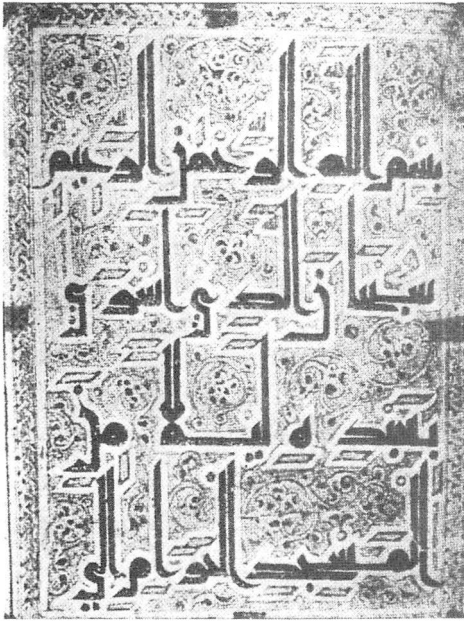 بسم الله الرحمن الرحيم
سبحان الذي اسرى
بعبده ليلا من
المسجد الحرام الى